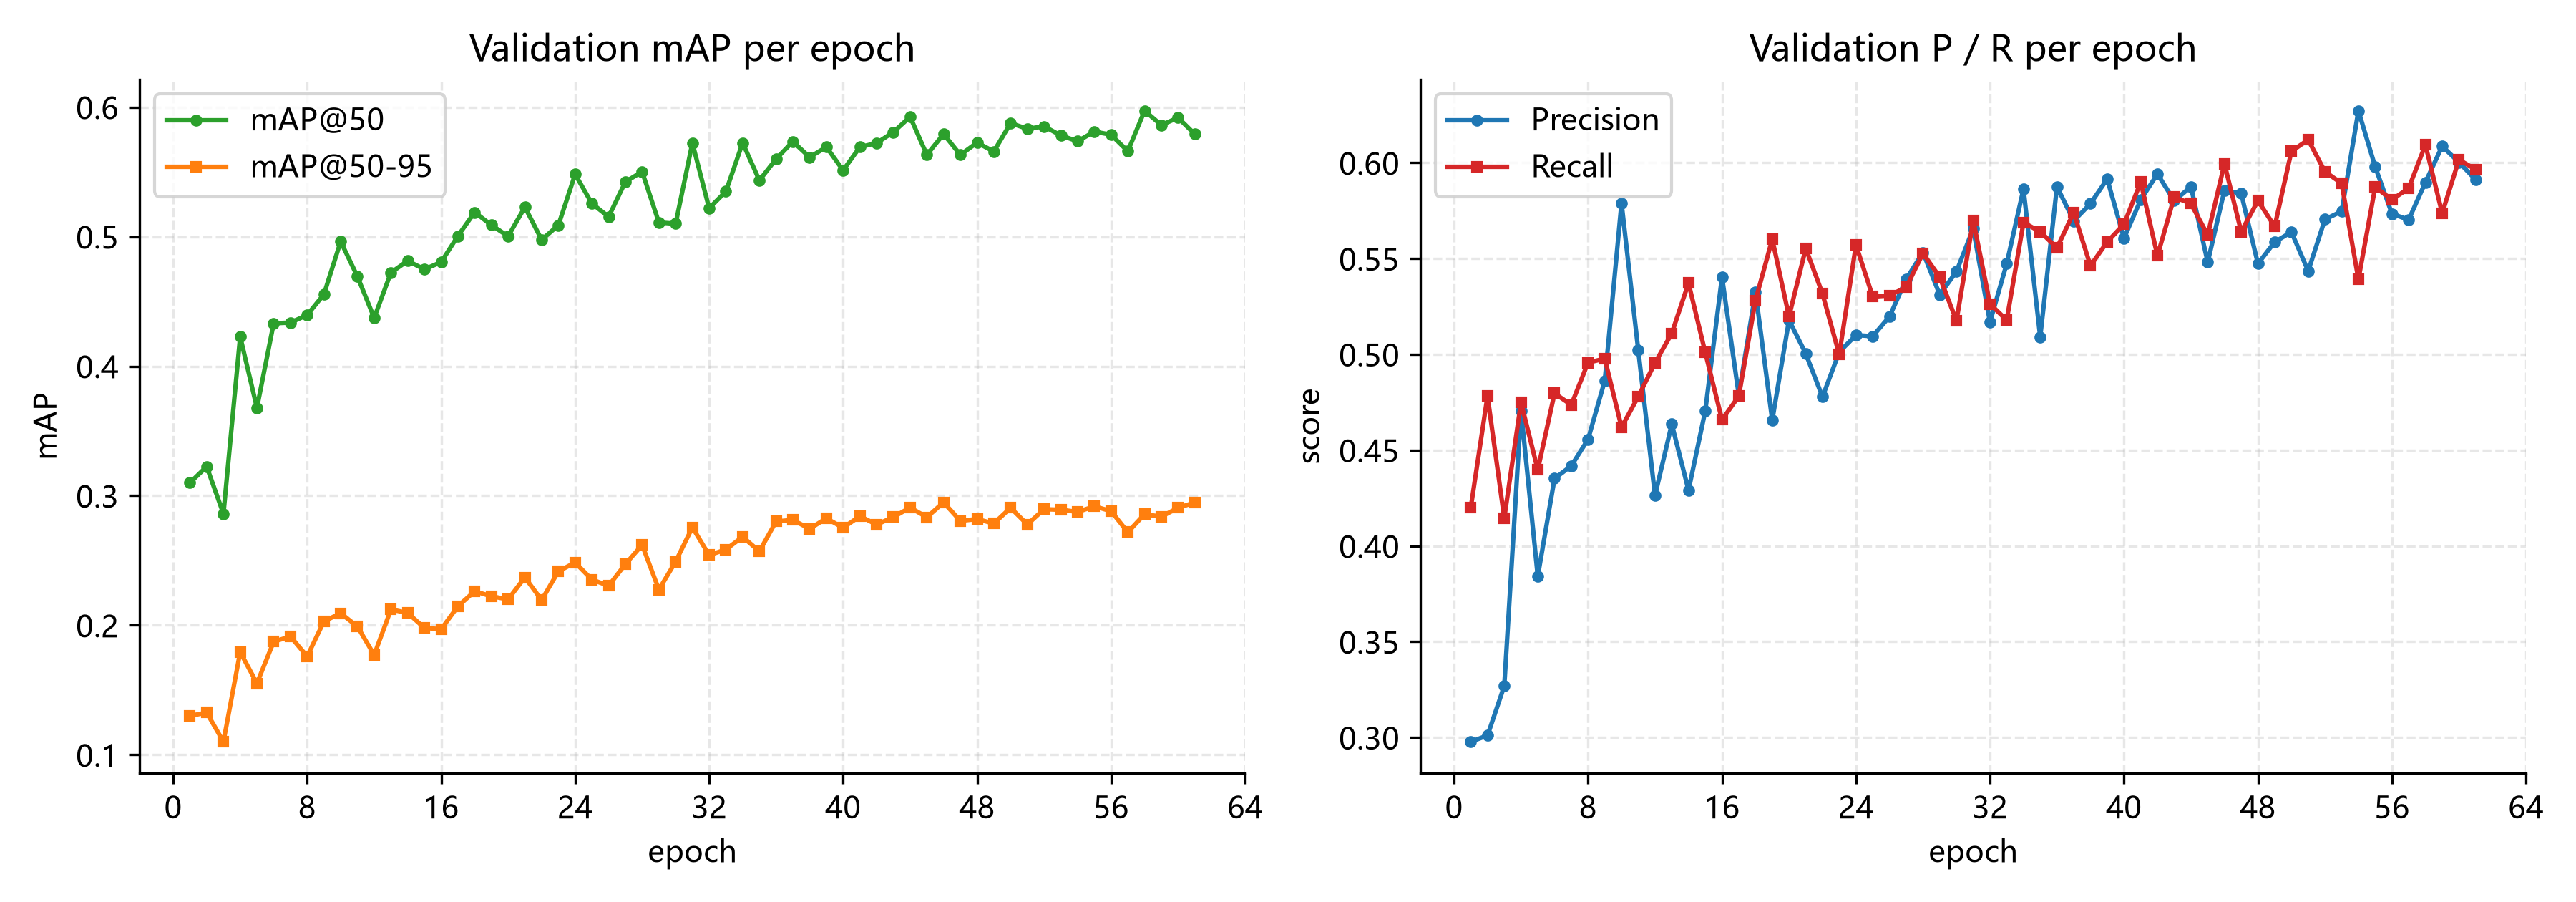 Validation mAP per epoch
mAP@50
mAP@50-95
0.6
0.5
0.4
0.3
0.2
0.1
mAP
0 8 16 24 32 40 48 56 64
epoch
Validation P / R per epoch
Precision
Recall
0.60
0.55
0.50
0.45
0.40
0.35
0.30
score
0 8 16 24 32 40 48 56 64
epoch